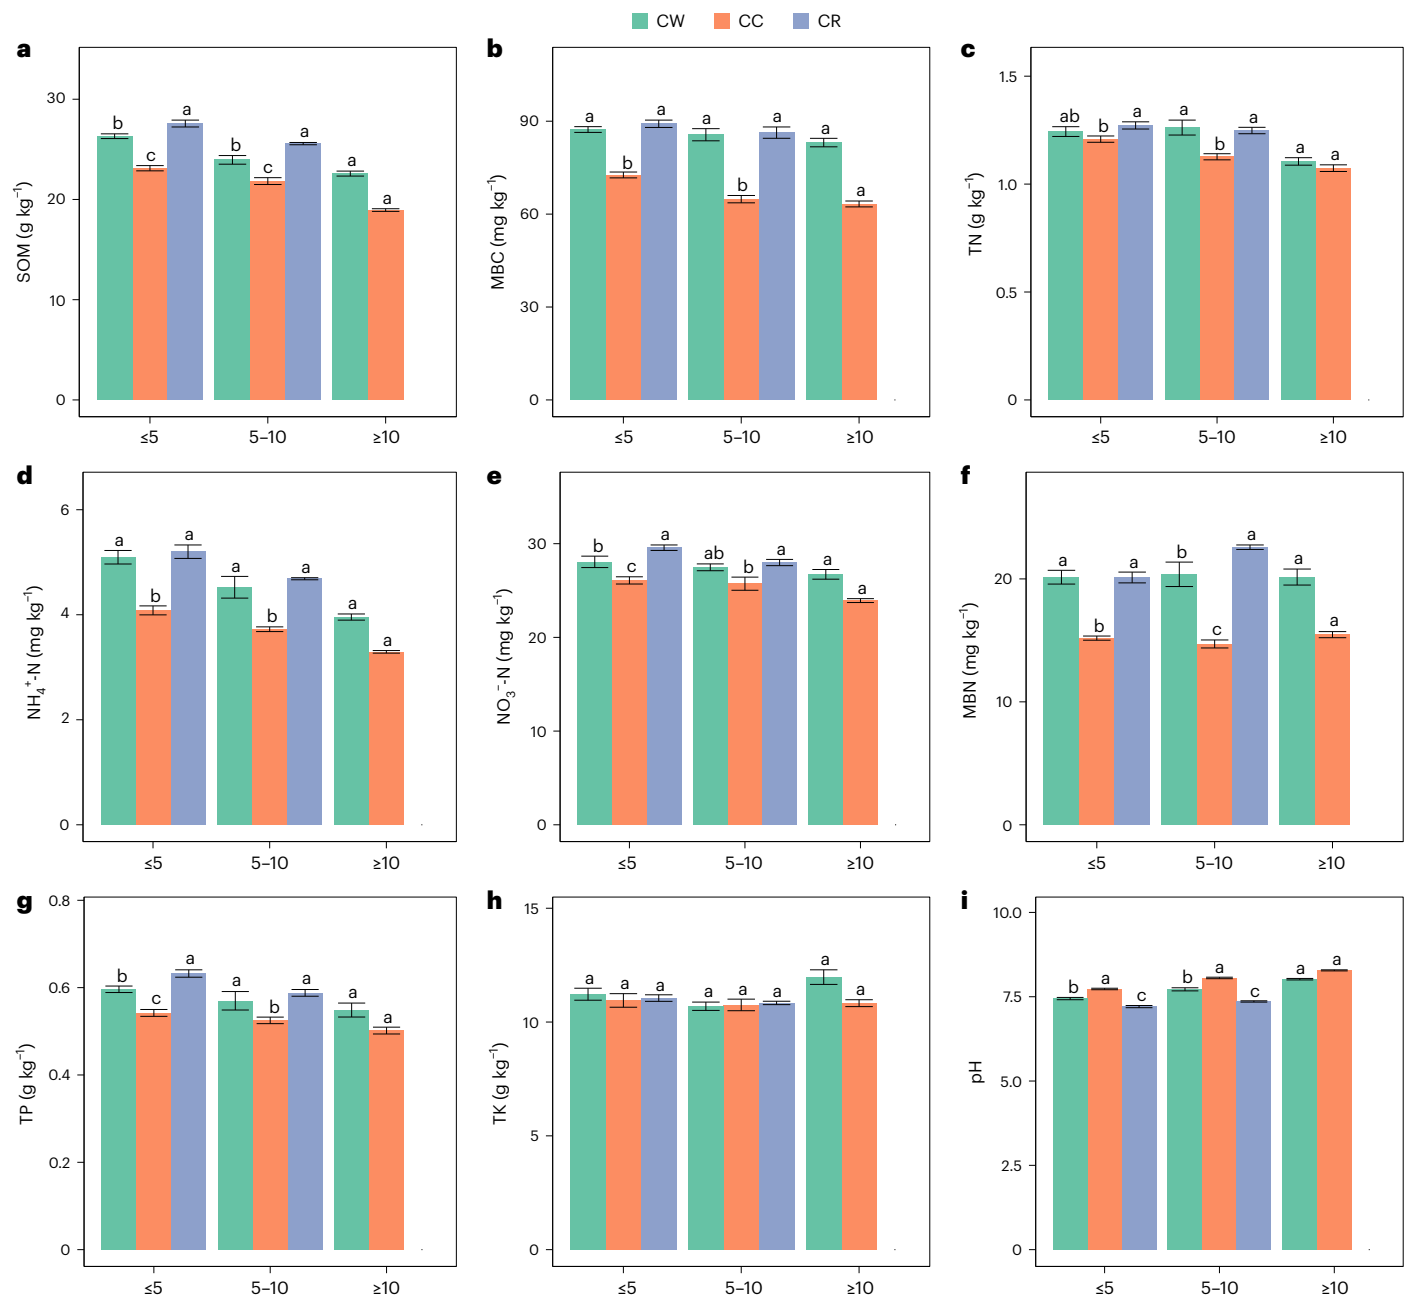 CW CC CR
a
SOM (g kg⁻¹)
30
20
10
0
b c a
b c a
a a
≤5 5–10 ≥10
b
MBC (mg kg⁻¹)
90
60
30
0
a b a
a b a
a a
≤5 5–10 ≥10
c
TN (g kg⁻¹)
1.5
1.0
0.5
0
ab b a
a b a
a a
≤5 5–10 ≥10
d
NH₄⁺-N (mg kg⁻¹)
6
4
2
0
a b a
a b a
a a
≤5 5–10 ≥10
e
NO₃⁻-N (mg kg⁻¹)
30
20
10
0
b c a
ab b a
a a
≤5 5–10 ≥10
f
MBN (mg kg⁻¹)
20
10
0
a b a
b c a
a a
≤5 5–10 ≥10
g
TP (g kg⁻¹)
0.8
0.6
0.4
0.2
0
b c a
a b a
a a
≤5 5–10 ≥10
h
TK (g kg⁻¹)
15
10
5
0
a a a
a a a
a a
≤5 5–10 ≥10
i
pH
10.0
7.5
5.0
2.5
0
b a c
b a c
a a
≤5 5–10 ≥10